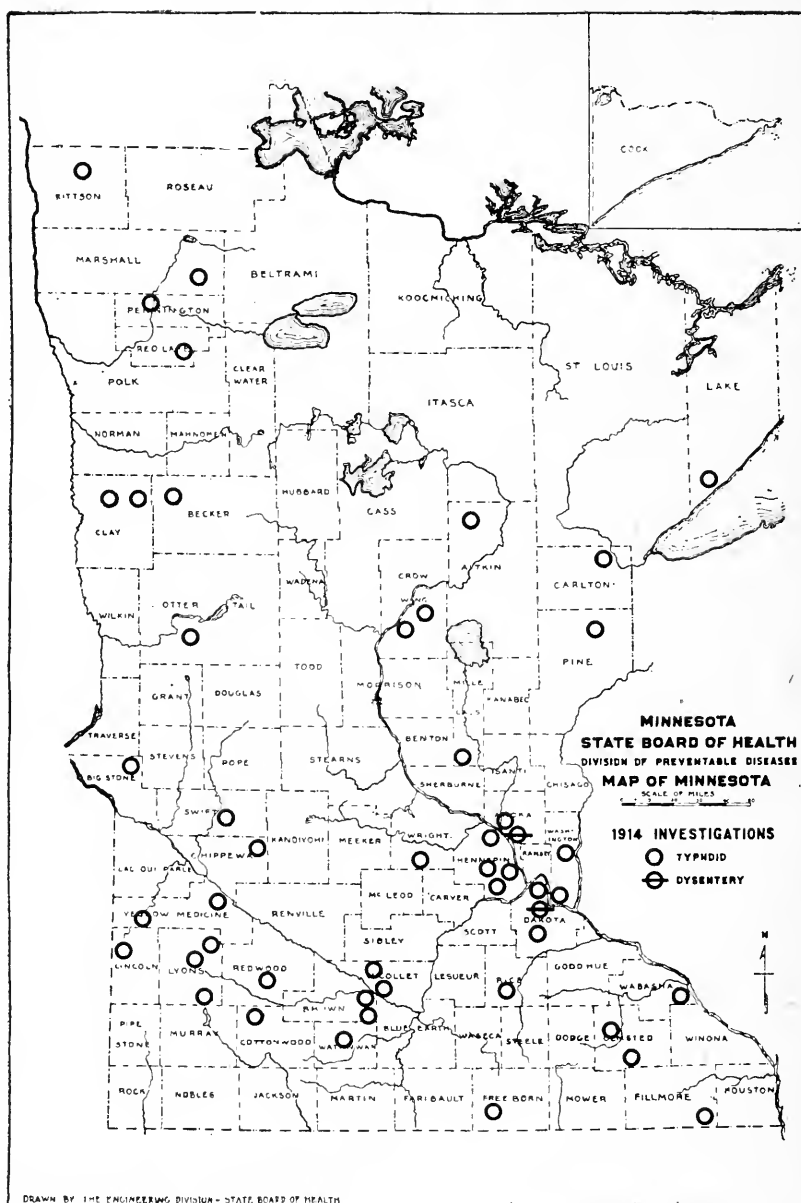 COOK
KITTSON
ROSEAU
MARSHALL
BELTRAMI
KOOCHICHING
PENNINGTON
RED LAKE
CLEAR
WATER
ST. LOUIS
LAKE
POLK
ITASCA
NORMAN
MAHNOMEN
HUBBARD
CASS
CLAY
BECKER
AITKIN
CROW
WING
CARLTON
WADENA
WILKIN
OTTER TAIL
PINE
TODD
MORRISON
MILLE
LACS
KANABEC
GRANT
DOUGLAS
BENTON
TRAVERSE
STEVENS
POPE
STEARNS
BIG STONE
SHERBURNE
ISANTI
CHISAGO
MINNESOTA
STATE BOARD OF HEALTH
DIVISION OF PREVENTABLE DISEASES
MAP OF MINNESOTA
SCALE OF MILES
1914 INVESTIGATIONS
TYPHOID
DYSENTERY
SWIFT
KANDIYOHI
MEEKER
WRIGHT
WASH-
INGTON
RAMSEY
HENNEPIN
CHIPPEWA
LAC QUI PARLE
McLEOD
CARVER
YELLOW MEDICINE
RENVILLE
DAKOTA
SCOTT
SIBLEY
N
LINCOLN
LYONS
REDWOOD
NICOLLET
LESUEUR
RICE
GOODHUE
WABASHA
BROWN
PIPE
STONE
MURRAY
COTTONWOOD
WATONWAN
BLUE EARTH
WASECA
STEELE
DODGE
OLMSTED
WINONA
ROCK
NOBLES
JACKSON
MARTIN
FARIBAULT
FREEBORN
MOWER
FILLMORE
HOUSTON
DRAWN BY THE ENGINEERING DIVISION - STATE BOARD OF HEALTH